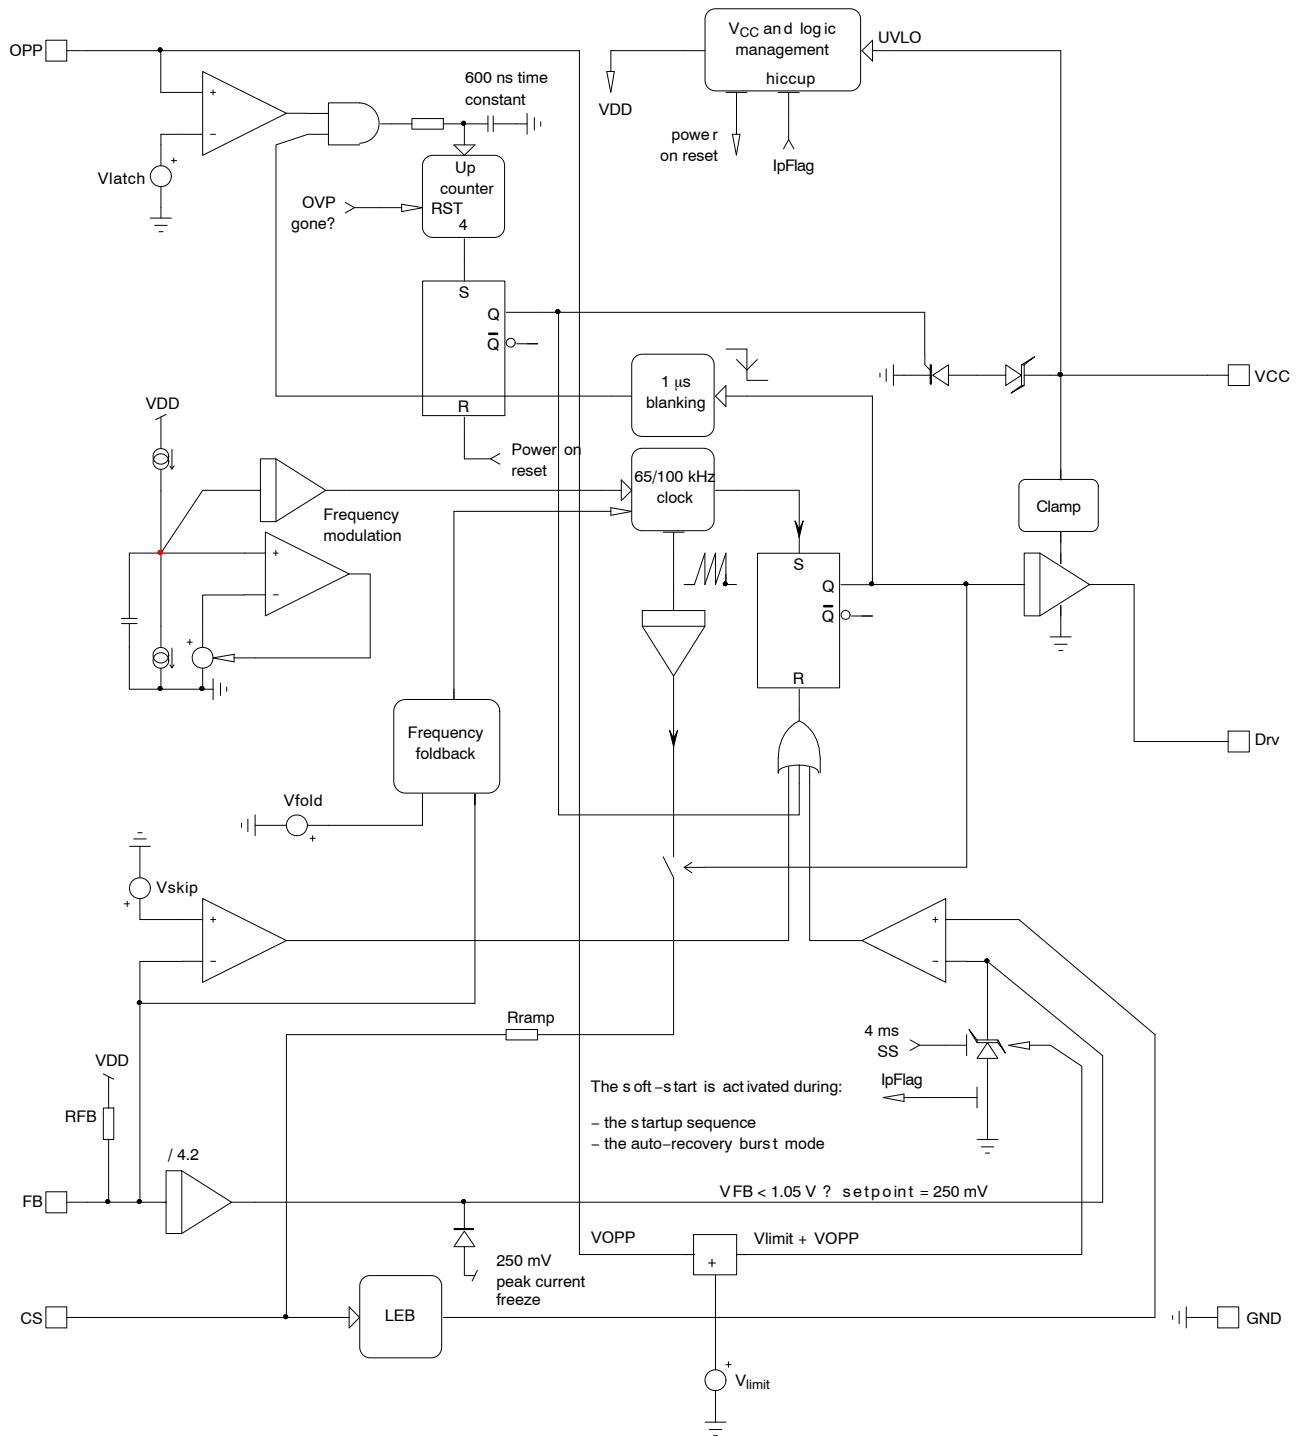 OPP
VCC and logic
management
hiccup
UVLO
VDD
power
on reset
IpFlag
600 ns time
constant
+
−
Vlatch
+
Up
counter
RST
4
OVP
gone?
S
Q
Q
R
Power on
reset
1 µs
blanking
VCC
VDD
65/100 kHz
clock
Frequency
modulation
+
−
+
Clamp
S
Q
Q
R
Frequency
foldback
Drv
Vfold
+
Vskip
+
+
−
+
−
Rramp
4 ms
SS
IpFlag
The soft−start is activated during:
− the startup sequence
− the auto−recovery burst mode
VDD
RFB
/ 4.2
FB
VFB < 1.05 V ? setpoint = 250 mV
VOPP
Vlimit + VOPP
+
250 mV
peak current
freeze
CS
LEB
GND
+
Vlimit